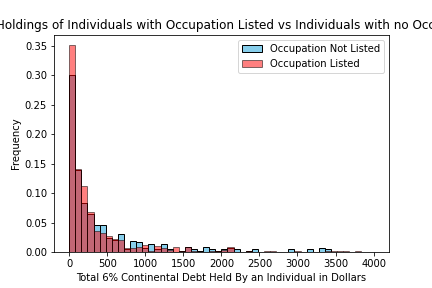 Holdings of Individuals with Occupation Listed vs Individuals with no Occ
Occupation Not Listed
Occupation Listed
Frequency
0.35
0.30
0.25
0.20
0.15
0.10
0.05
0.00
0 500 1000 1500 2000 2500 3000 3500 4000
Total 6% Continental Debt Held By an Individual in Dollars